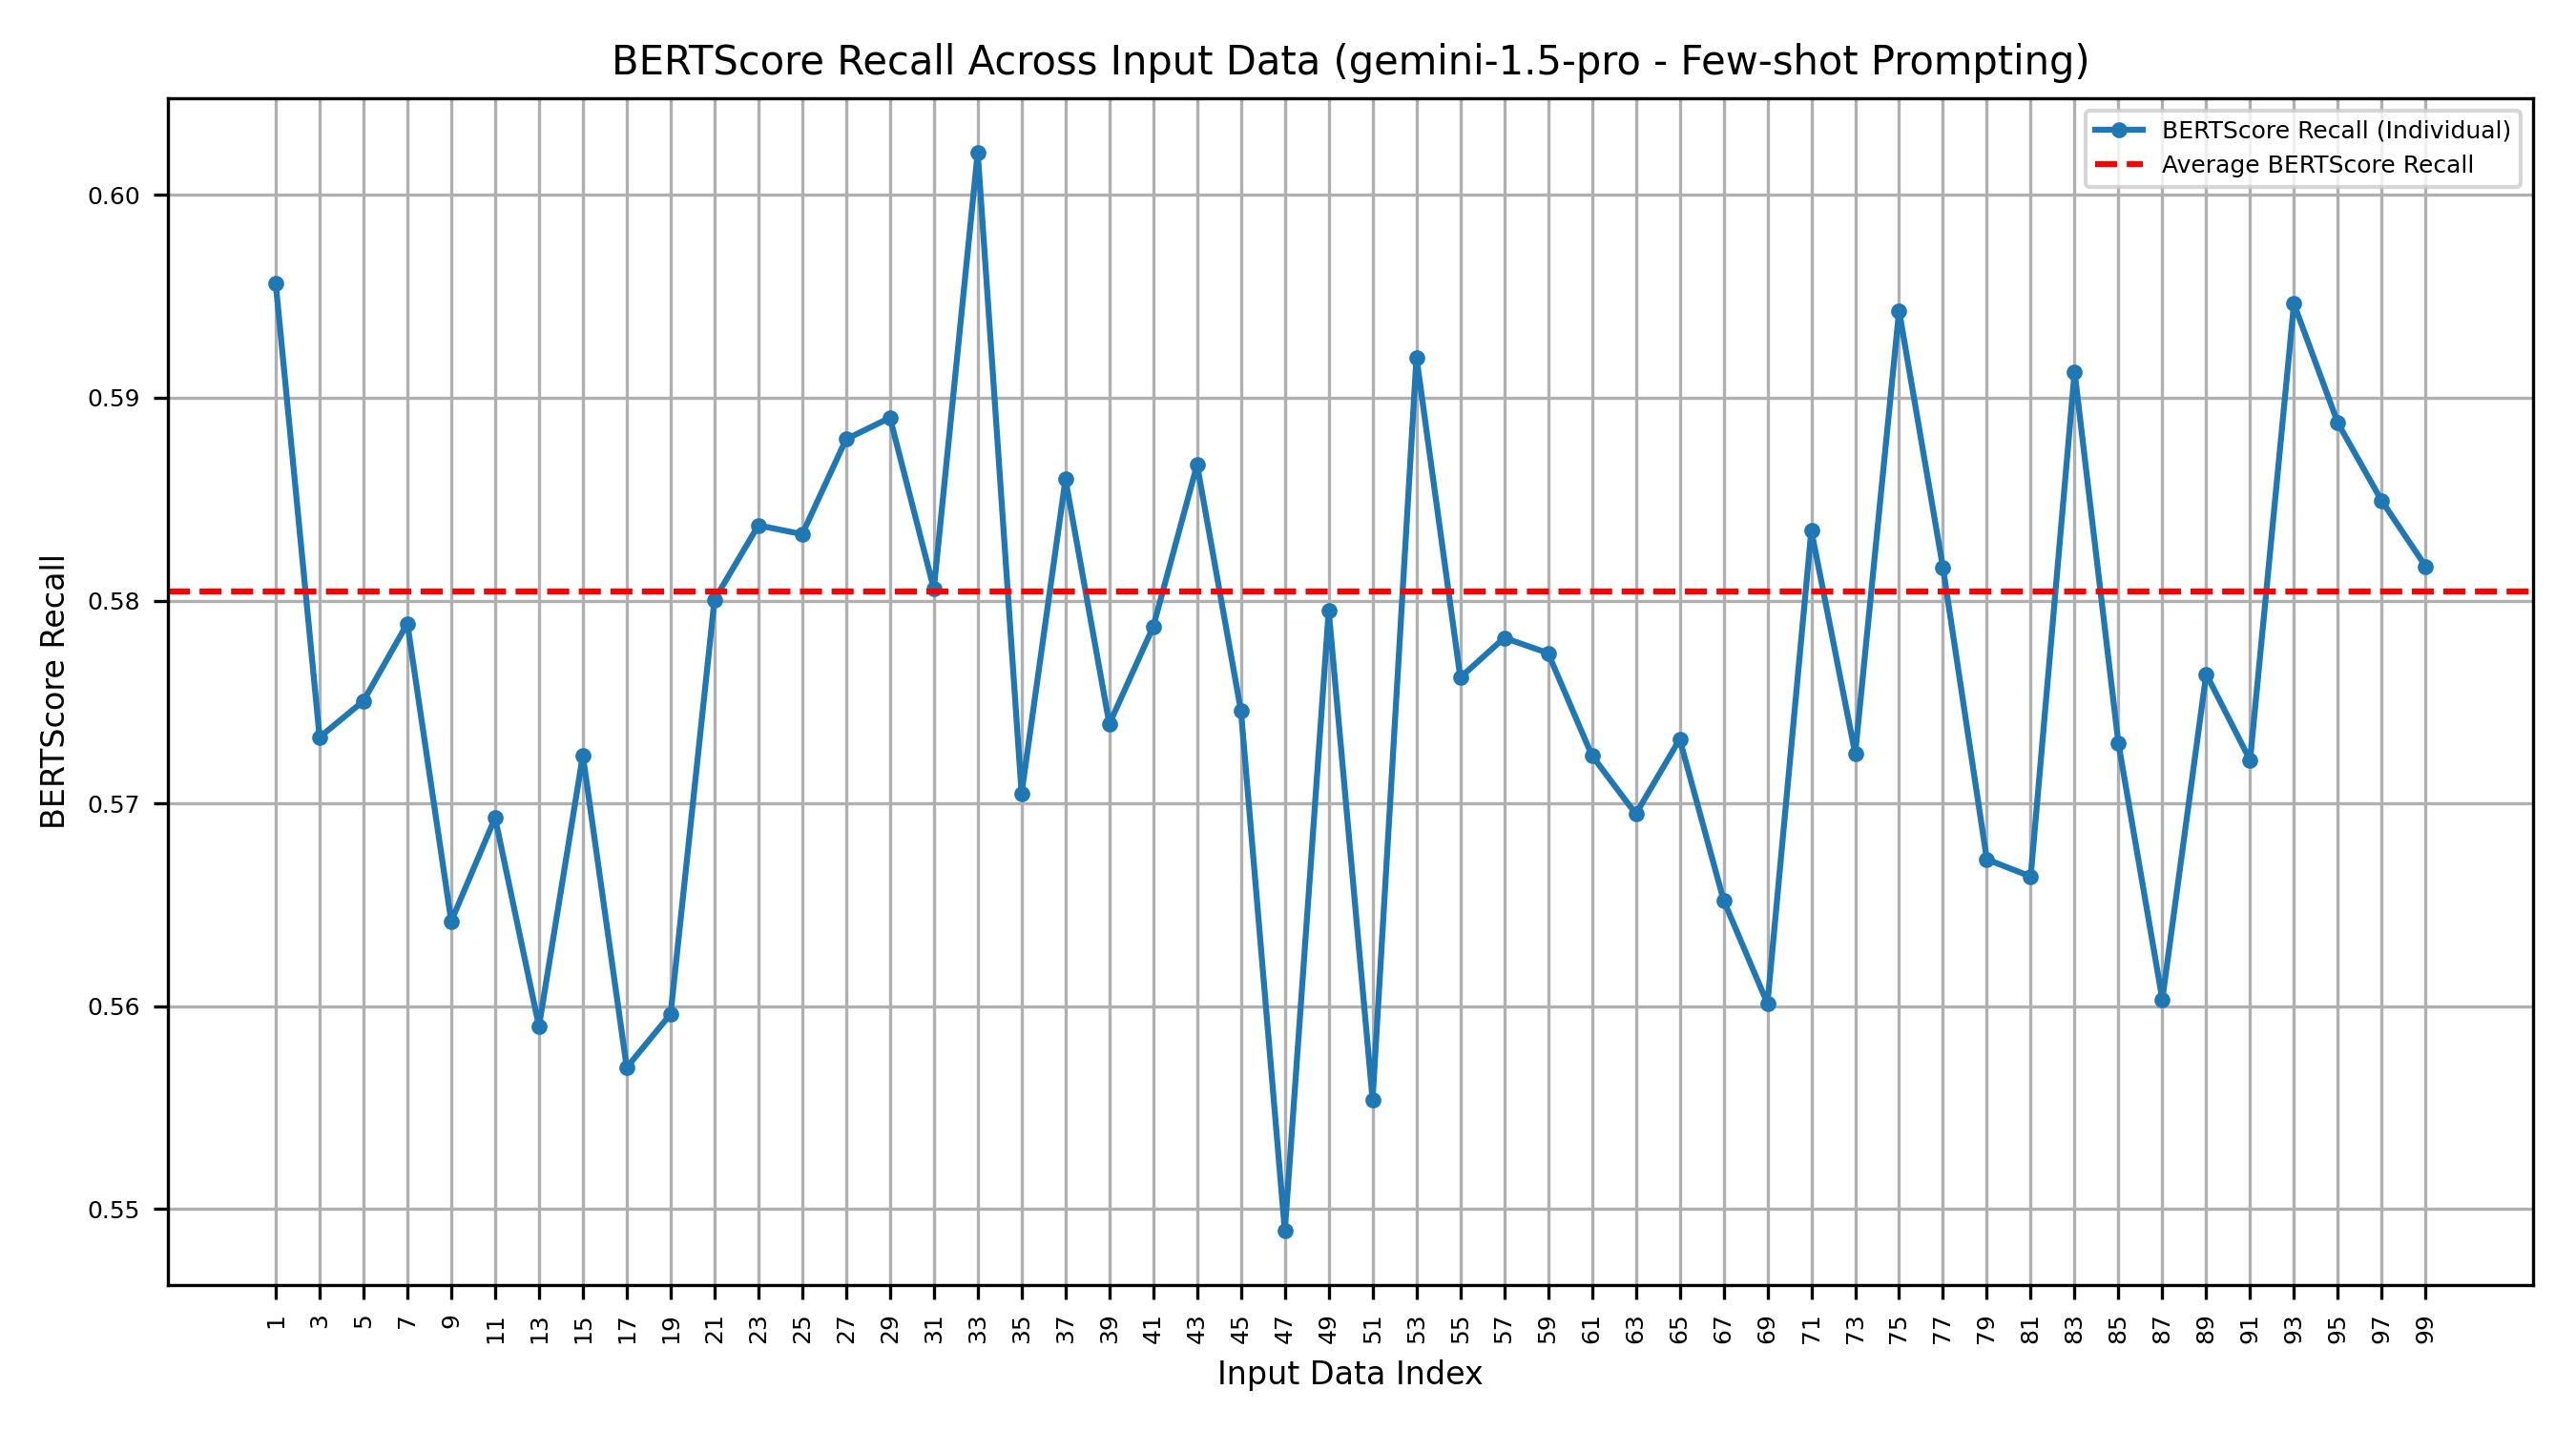 BERTScore Recall Across Input Data (gemini-1.5-pro - Few-shot Prompting)
BERTScore Recall (Individual)
Average BERTScore Recall
BERTScore Recall
0.60
0.59
0.58
0.57
0.56
0.55
1 3 5 7 9 11 13 15 17 19 21 23 25 27 29 31 33 35 37 39 41 43 45 47 49 51 53 55 57 59 61 63 65 67 69 71 73 75 77 79 81 83 85 87 89 91 93 95 97 99
Input Data Index